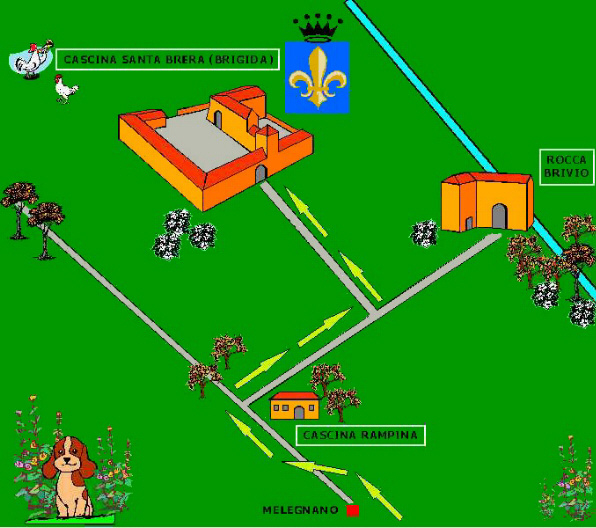 CASCINA SANTA BRERA (BRIGIDA)
ROCCA
BRIVIO
CASCINA RAMPINA
MELEGNANO